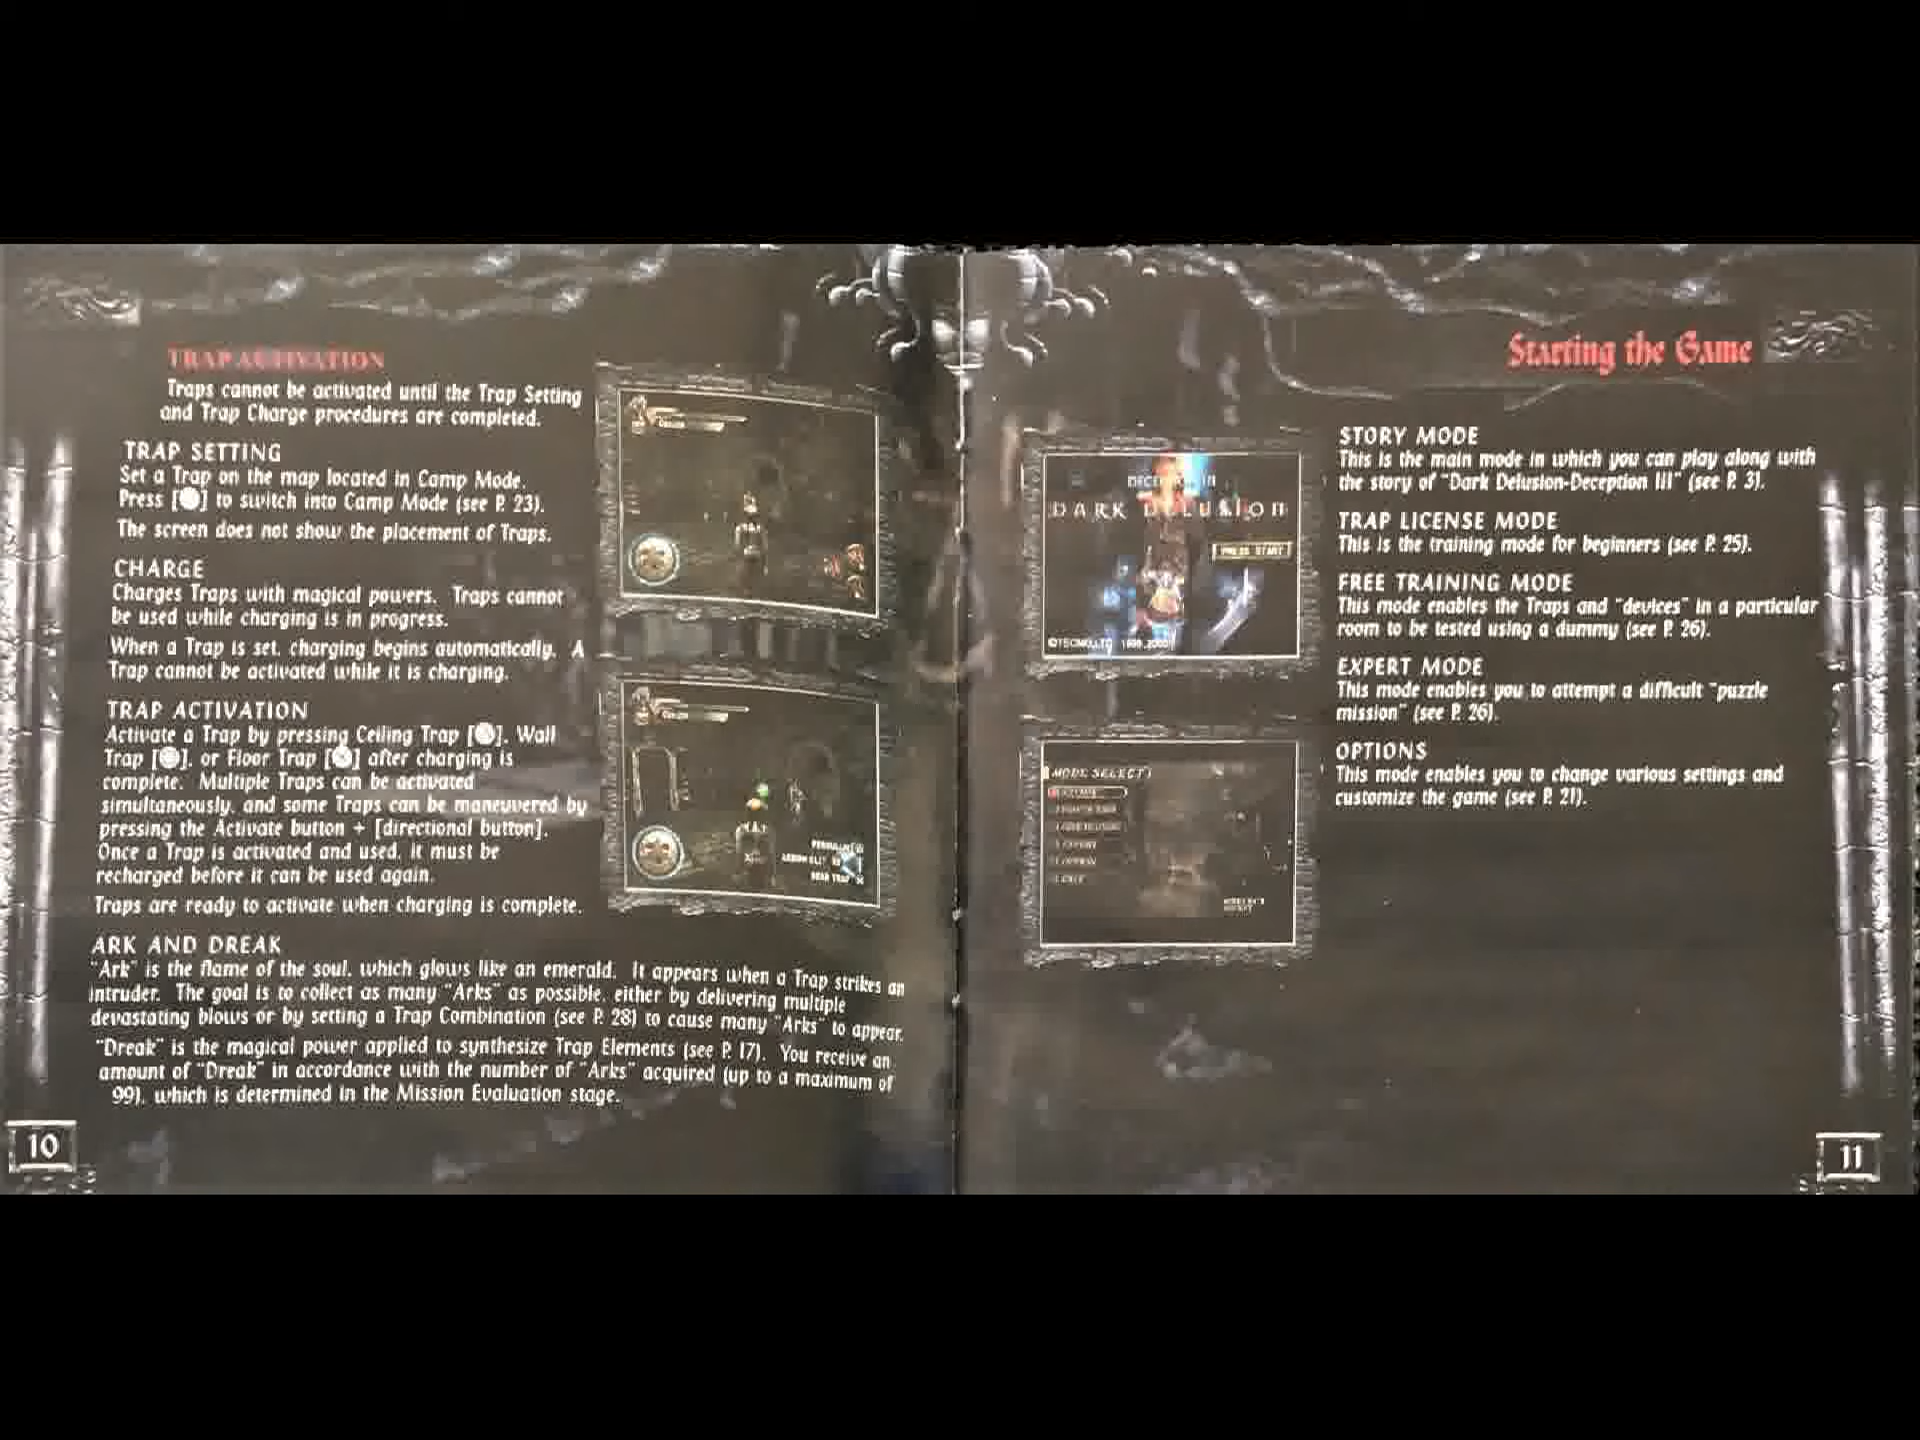 TRAP ACTIVATION
Traps cannot be activated until the Trap Setting
and Trap Charge procedures are completed.
TRAP SETTING
Set a Trap on the map located in Camp Mode.
Press [ ] to switch into Camp Mode (see P. 23).
The screen does not show the placement of Traps.
CHARGE
Charges Traps with magical powers. Traps cannot
be used while charging is in progress.
When a Trap is set, charging begins automatically. A
Trap cannot be activated while it is charging.
TRAP ACTIVATION
Activate a Trap by pressing Ceiling Trap [ ], Wall
Trap [ ], or Floor Trap [ ] after charging is
complete. Multiple Traps can be activated
simultaneously, and some Traps can be maneuvered by
pressing the Activate button + [directional button].
Once a Trap is activated and used, it must be
recharged before it can be used again.
Traps are ready to activate when charging is complete.
ARK AND DREAK
"Ark" is the flame of the soul, which glows like an emerald. It appears when a Trap strikes an
intruder. The goal is to collect as many "Arks" as possible, either by delivering multiple
devastating blows or by setting a Trap Combination (see P. 28) to cause many "Arks" to appear.
"Dreak" is the magical power applied to synthesize Trap Elements (see P. 17). You receive an
amount of "Dreak" in accordance with the number of "Arks" acquired (up to a maximum of
99), which is determined in the Mission Evaluation stage.
10
Starting the Game
DECEPTION III
DARK DELUSION
PRESS START
©TECMO,LTD. 1999,2000
MODE SELECT
STORY MODE
This is the main mode in which you can play along with
the story of "Dark Delusion-Deception III" (see P. 3).
TRAP LICENSE MODE
This is the training mode for beginners (see P. 25).
FREE TRAINING MODE
This mode enables the Traps and "devices" in a particular
room to be tested using a dummy (see P. 26).
EXPERT MODE
This mode enables you to attempt a difficult "puzzle
mission" (see P. 26).
OPTIONS
This mode enables you to change various settings and
customize the game (see P. 21).
11